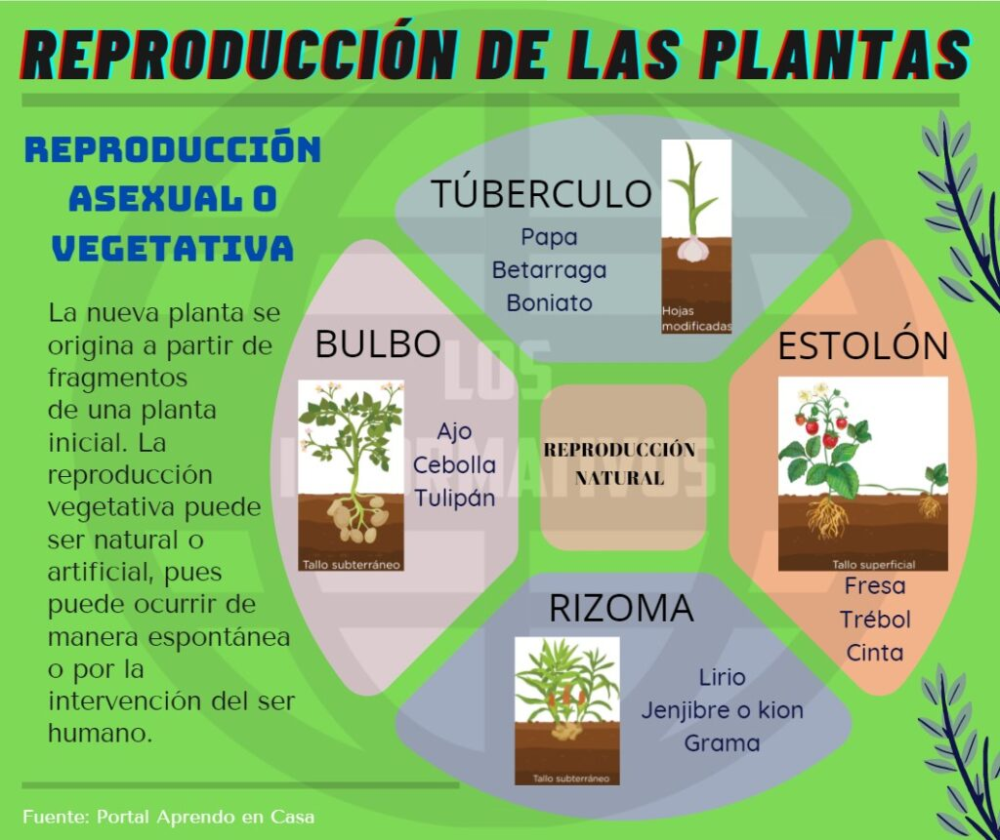 REPRODUCCIÓN DE LAS PLANTAS
REPRODUCCIÓN
ASEXUAL O
VEGETATIVA
La nueva planta se
origina a partir de
fragmentos
de una planta
inicial. La
reproducción
vegetativa puede
ser natural o
artificial, pues
puede ocurrir de
manera espontánea
o por la
intervención del ser
humano.
TÚBERCULO
Papa
Betarraga
Boniato
Hojas
modificadas
BULBO
Ajo
Cebolla
Tulipán
Tallo subterráneo
LOS
INFORMATIVOS
REPRODUCCIÓN
NATURAL
ESTOLÓN
Tallo superficial
Fresa
Trébol
Cinta
RIZOMA
Lirio
Jenjibre o kion
Grama
Tallo subterráneo
Fuente: Portal Aprendo en Casa